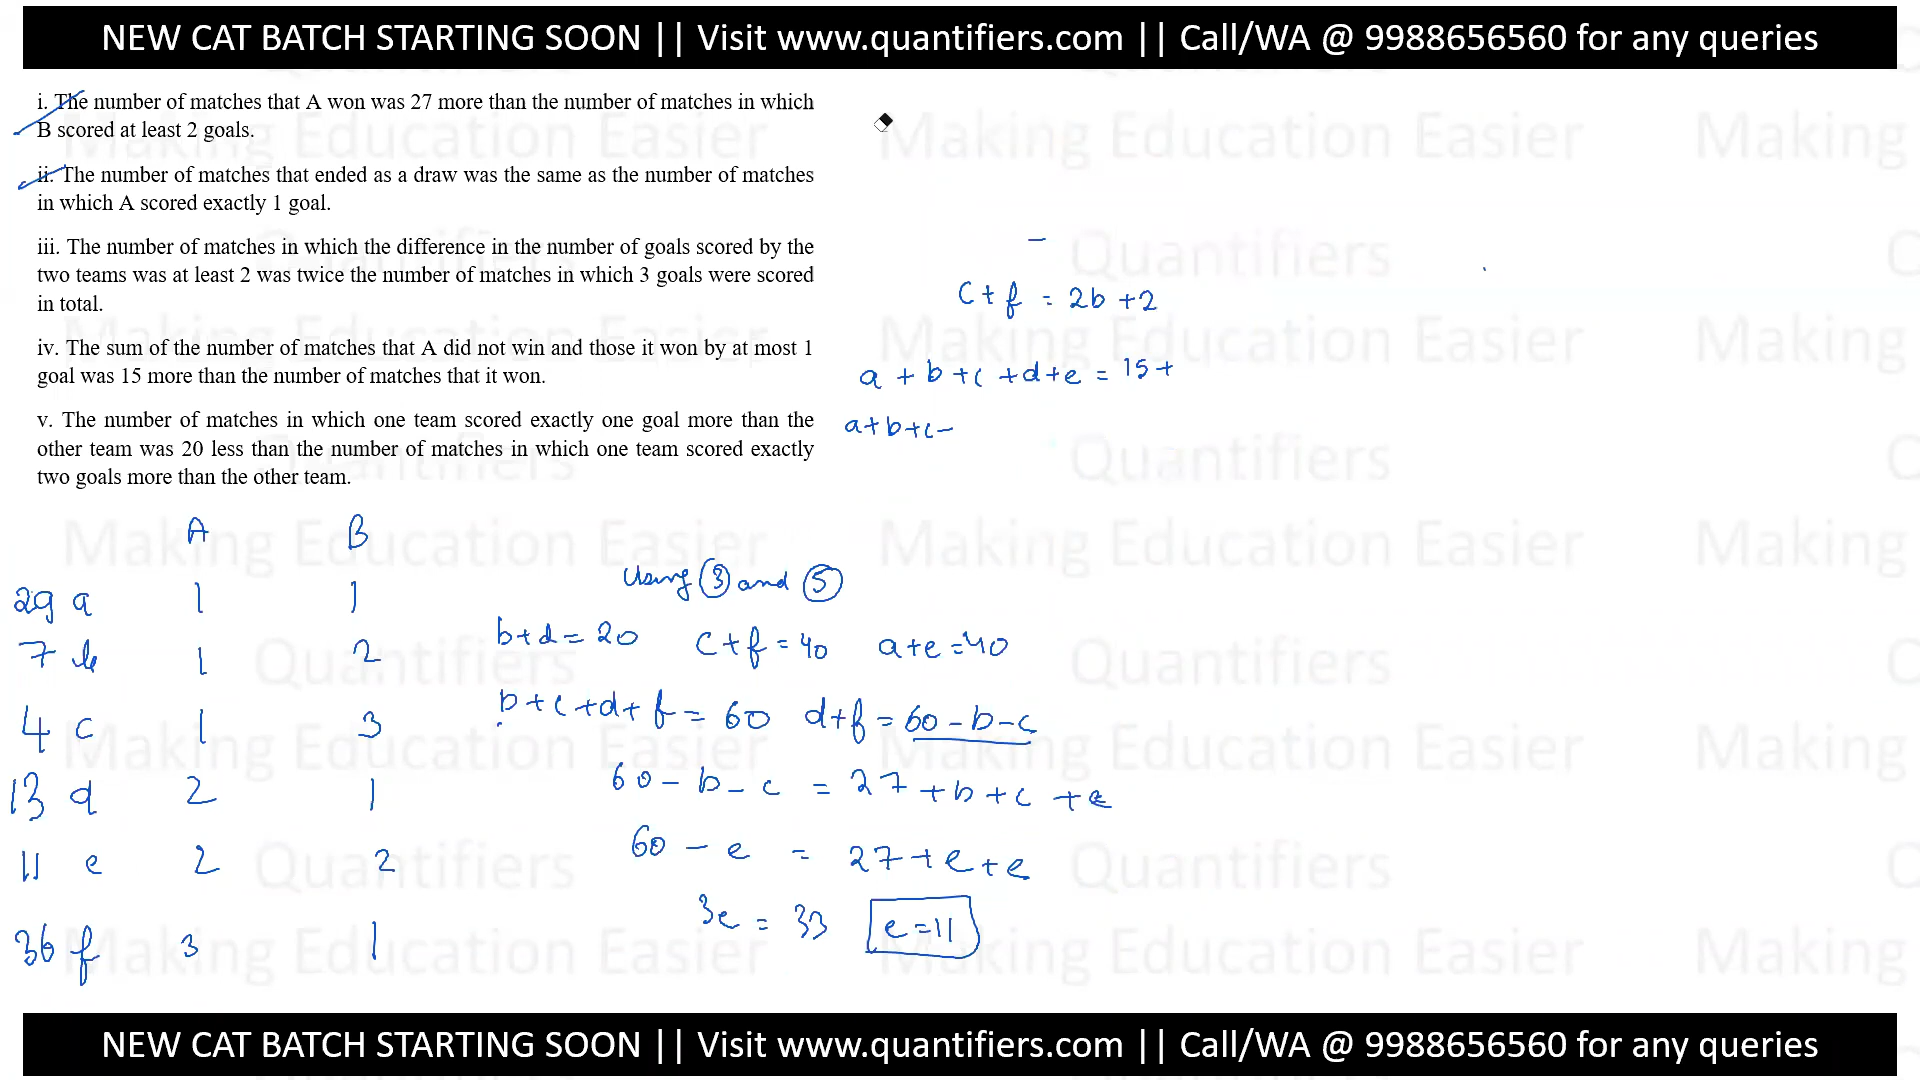 NEW CAT BATCH STARTING SOON || Visit www.quantifiers.com || Call/WA @ 9988656560 for any queries
i. The number of matches that A won was 27 more than the number of matches in which
B scored at least 2 goals.
ii. The number of matches that ended as a draw was the same as the number of matches
in which A scored exactly 1 goal.
iii. The number of matches in which the difference in the number of goals scored by the
two teams was at least 2 was twice the number of matches in which 3 goals were scored
in total.
iv. The sum of the number of matches that A did not win and those it won by at most 1
goal was 15 more than the number of matches that it won.
v. The number of matches in which one team scored exactly one goal more than the
other team was 20 less than the number of matches in which one team scored exactly
two goals more than the other team.
c + f = 2b + 2
a + b + c + d + e = 15 +
a + b + c -
A B
29 a 1 1
7 b 1 2
4 c 1 3
13 d 2 1
11 e 2 2
36 f 3 1
Using 3 and 5
b + d = 20 c + f = 40 a + e = 40
b + c + d + f = 60 d + f = 60 - b - c
60 - b - c = 27 + b + c + e
60 - e = 27 + e + e
3e = 33 e = 11
Making Education Easier
Quantifiers
NEW CAT BATCH STARTING SOON || Visit www.quantifiers.com || Call/WA @ 9988656560 for any queries